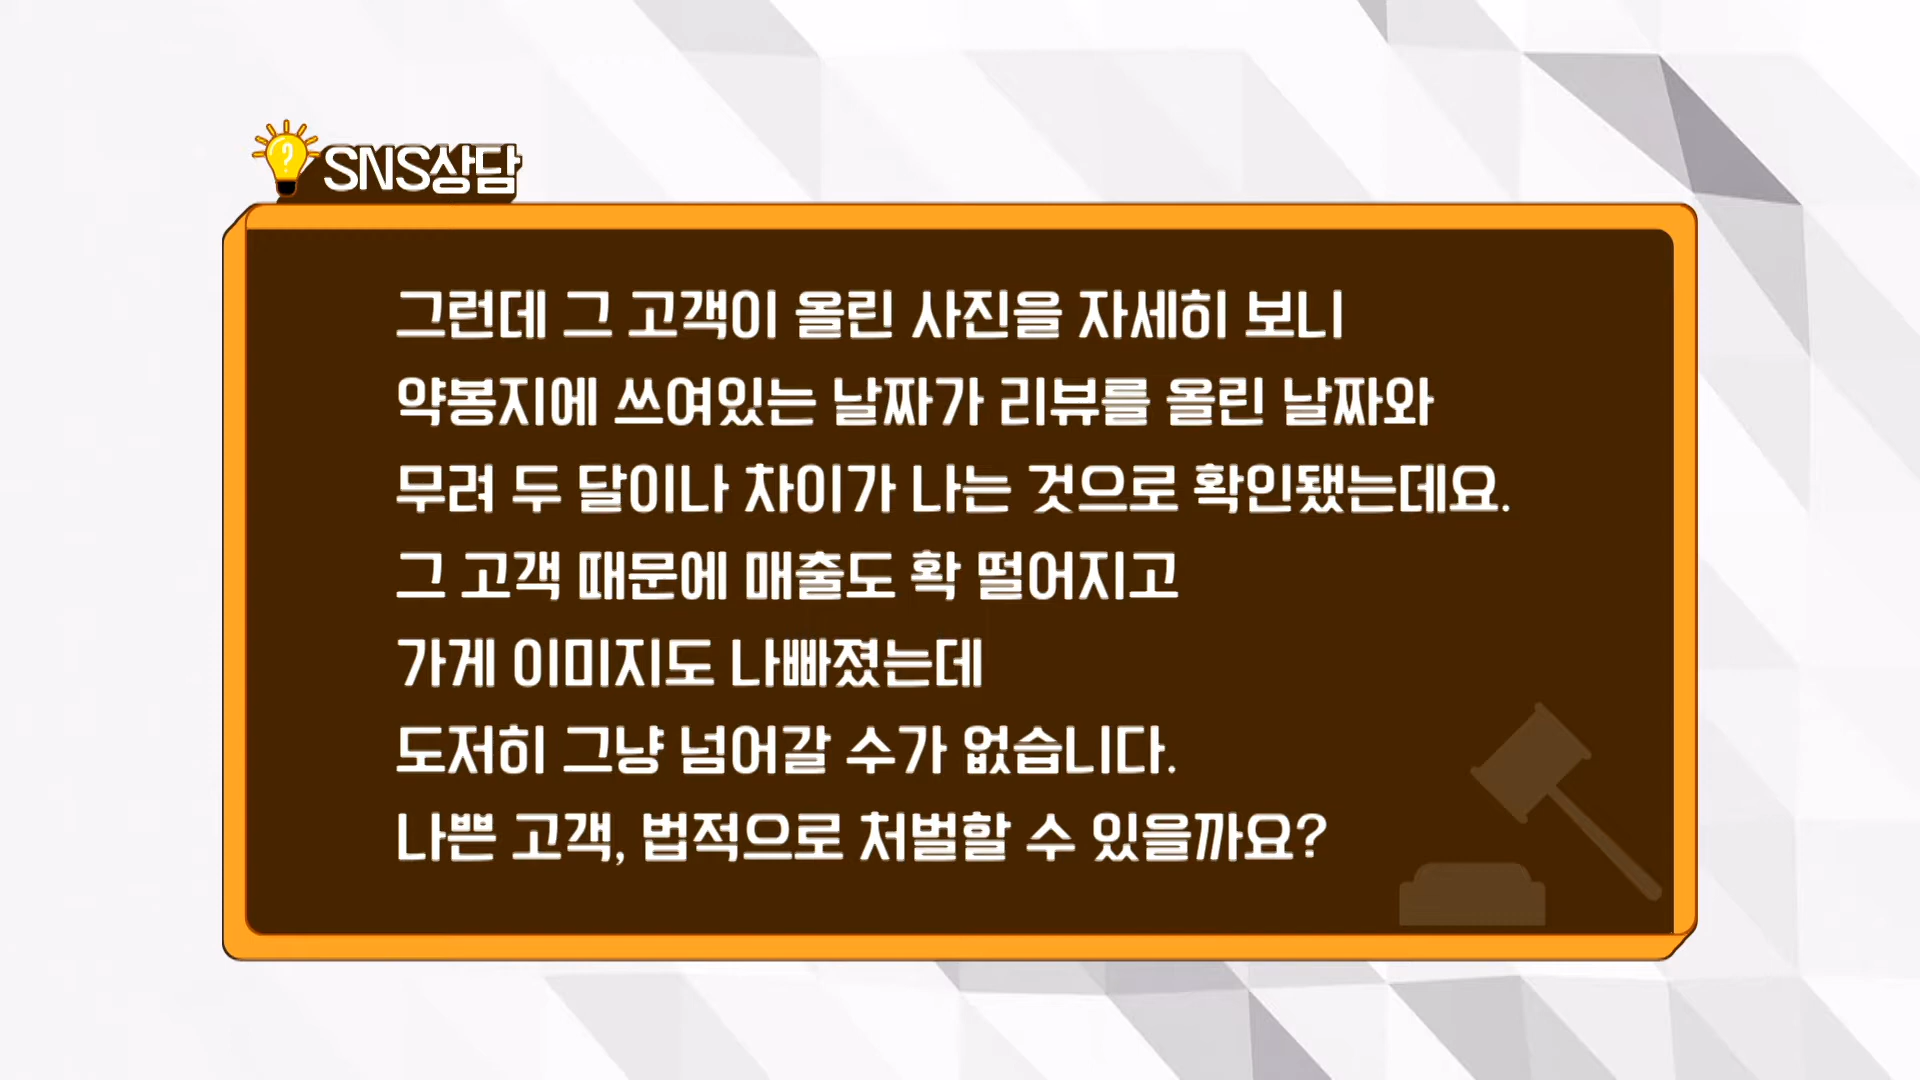 SNS상담
그런데 그 고객이 올린 사진을 자세히 보니
약봉지에 쓰여있는 날짜가 리뷰를 올린 날짜와
무려 두 달이나 차이가 나는 것으로 확인됐는데요.
그 고객 때문에 매출도 확 떨어지고
가게 이미지도 나빠졌는데
도저히 그냥 넘어갈 수가 없습니다.
나쁜 고객, 법적으로 처벌할 수 있을까요?